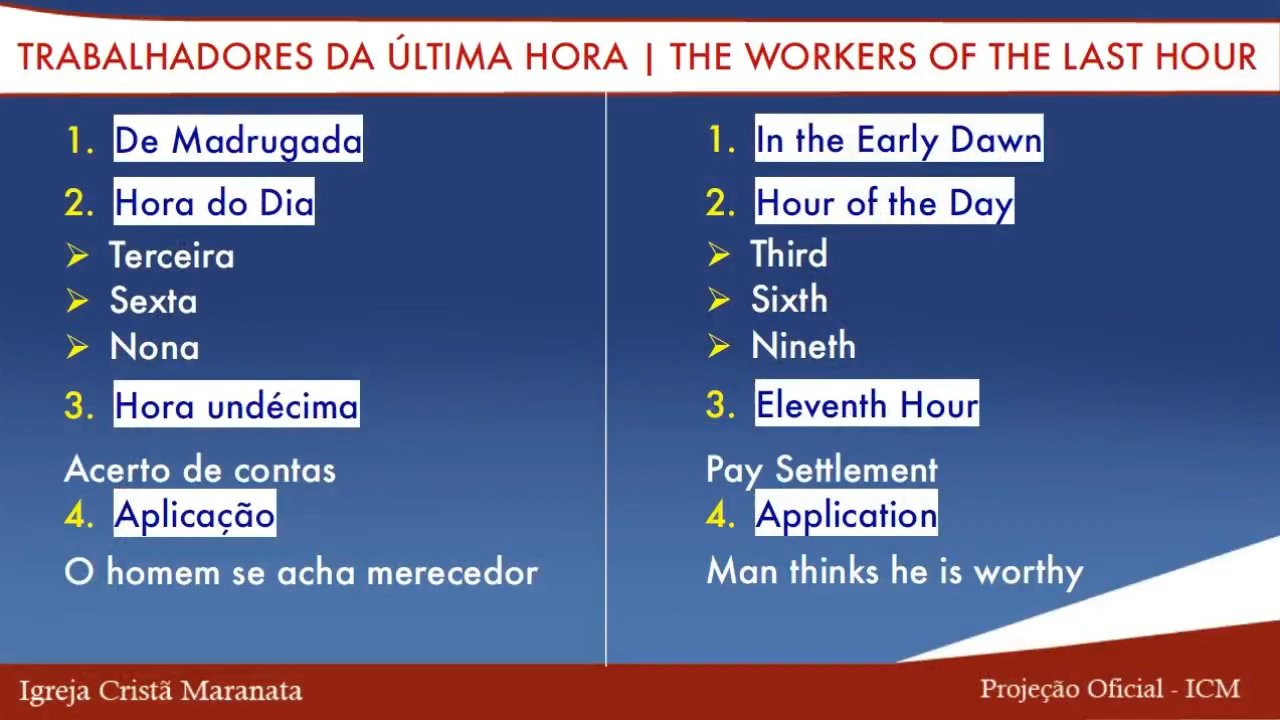 TRABALHADORES DA ÚLTIMA HORA | THE WORKERS OF THE LAST HOUR
1. De Madrugada
2. Hora do Dia
➢ Terceira
➢ Sexta
➢ Nona
3. Hora undécima
Acerto de contas
4. Aplicação
O homem se acha merecedor
1. In the Early Dawn
2. Hour of the Day
➢ Third
➢ Sixth
➢ Nineth
3. Eleventh Hour
Pay Settlement
4. Application
Man thinks he is worthy
Igreja Cristã Maranata
Projeção Oficial - ICM